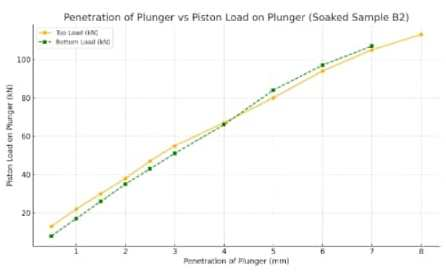 Penetration of Plunger vs Piston Load on Plunger (Soaked Sample B2)
Top Load (kN)
Bottom Load (kN)
Piston Load on Plunger (kN)
100
80
60
40
20
1 2 3 4 5 6 7 8
Penetration of Plunger (mm)